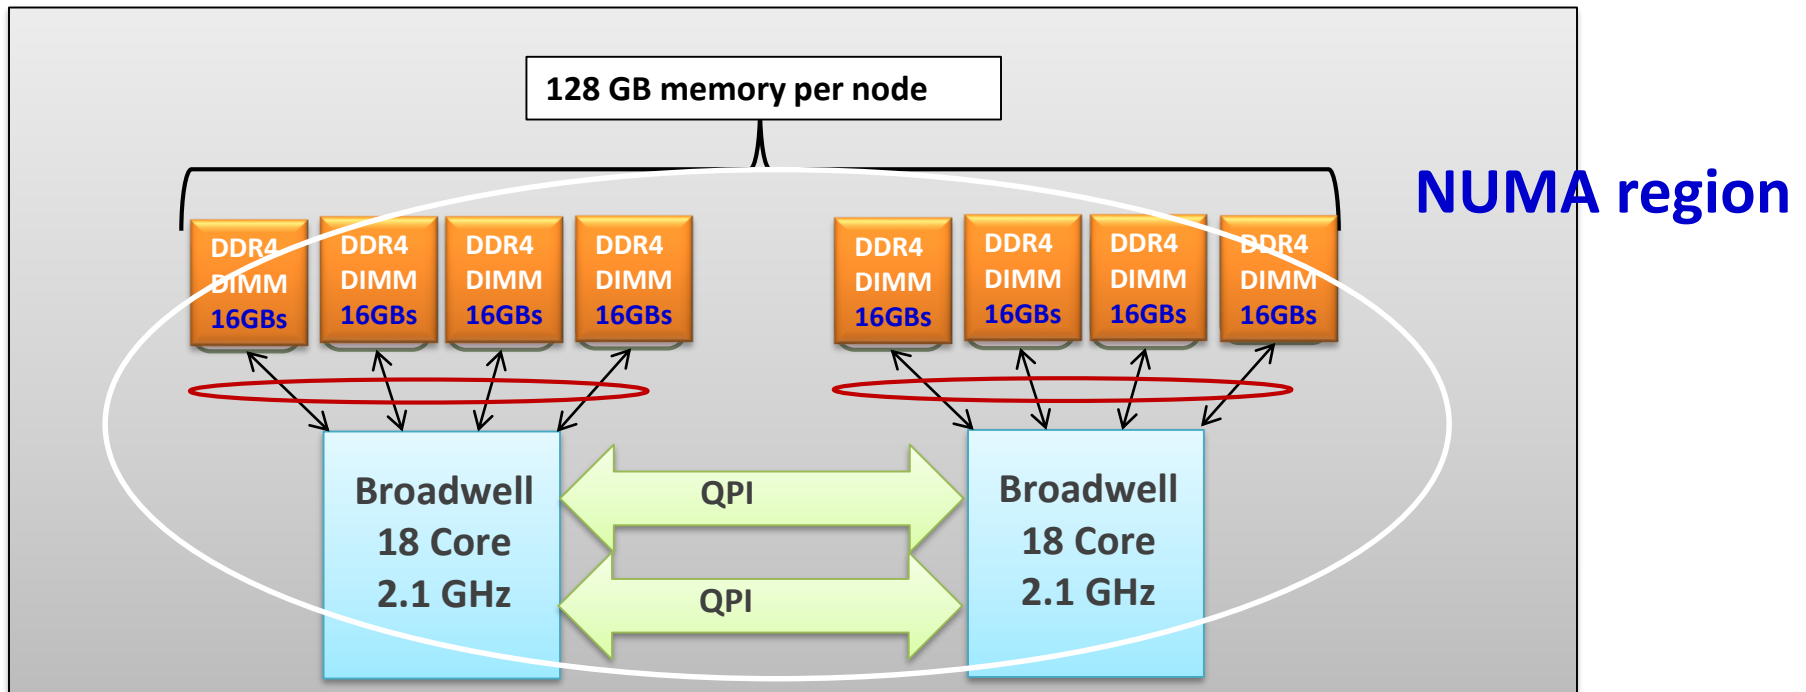 128 GB memory per node
NUMA region
DDR4
DIMM
16GBs
DDR4
DIMM
16GBs
DDR4
DIMM
16GBs
DDR4
DIMM
16GBs
DDR4
DIMM
16GBs
DDR4
DIMM
16GBs
DDR4
DIMM
16GBs
DDR4
DIMM
16GBs
Broadwell
18 Core
2.1 GHz
QPI
QPI
Broadwell
18 Core
2.1 GHz